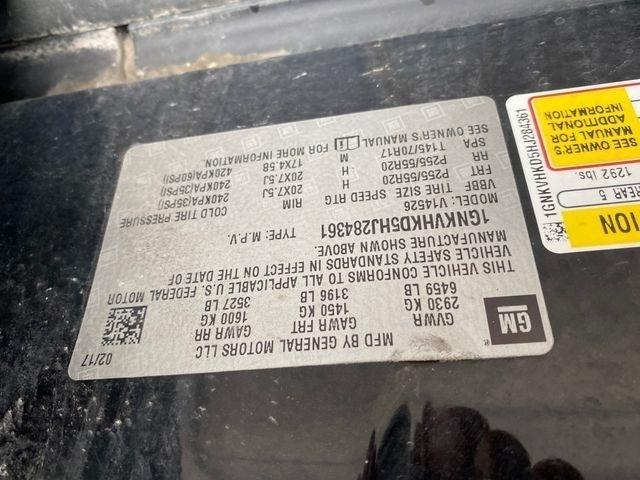 GM
MFD BY GENERAL MOTORS LLC
02/17
GVWR GAWR FRT GAWR RR
2930 KG 1450 KG 1600 KG
6459 LB 3196 LB 3527 LB
THIS VEHICLE CONFORMS TO ALL APPLICABLE U.S. FEDERAL MOTOR
VEHICLE SAFETY STANDARDS IN EFFECT ON THE DATE OF
MANUFACTURE SHOWN ABOVE.
1GNKVHKD5HJ284361 TYPE: M.P.V.
MODEL: V14526
VBBF TIRE SIZE SPEED RTG RIM COLD TIRE PRESSURE
FRT P255/55R20 H 20X7.5J 240KPA(35PSI)
RR P255/55R20 H 20X7.5J 240KPA(35PSI)
SPA T145/70R17 M 17X4.5B 420KPA(60PSI)
SEE OWNER'S MANUAL FOR MORE INFORMATION.
ION
REAR 5
1292 lbs.
SEE OWNER'S
MANUAL FOR
ADDITIONAL
INFORMATION
1GNKVHKD5HJ284361